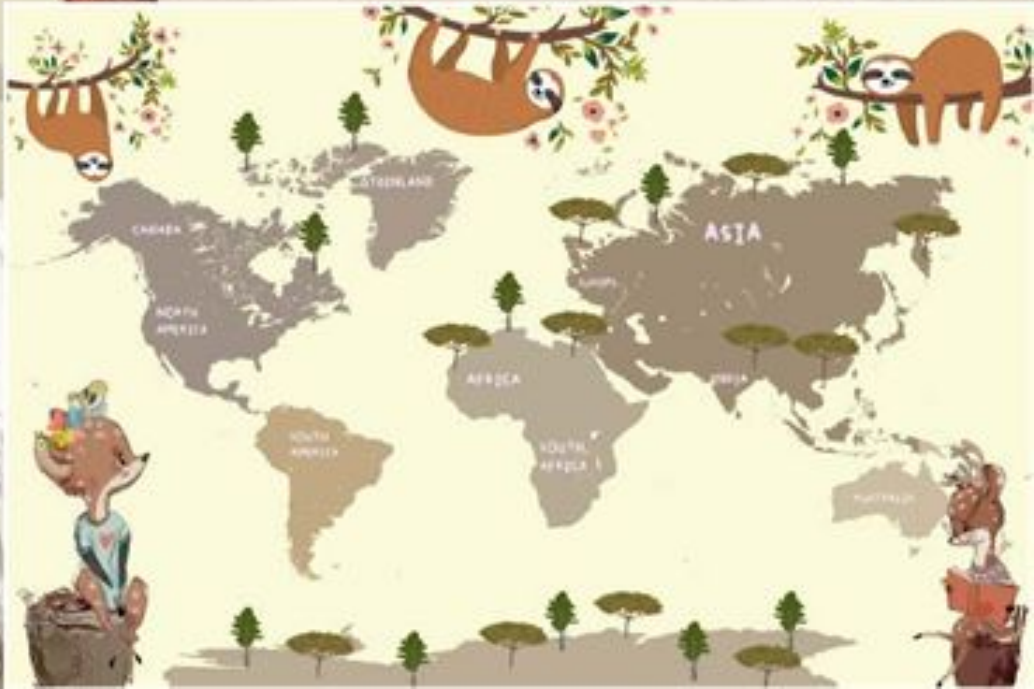 GREENLAND
CANADA
ASIA
EUROPE
NORTH
AMERICA
AFRICA
INDIA
SOUTH
AMERICA
SOUTH
AFRICA
AUSTRALIA